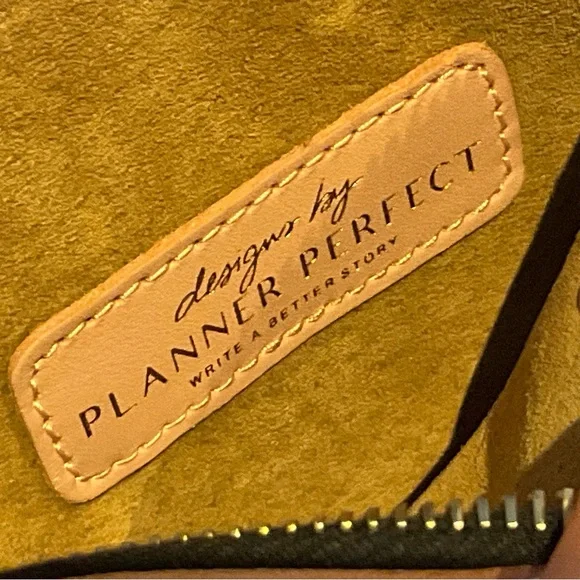 designs by
PLANNER PERFECT
WRITE A BETTER STORY